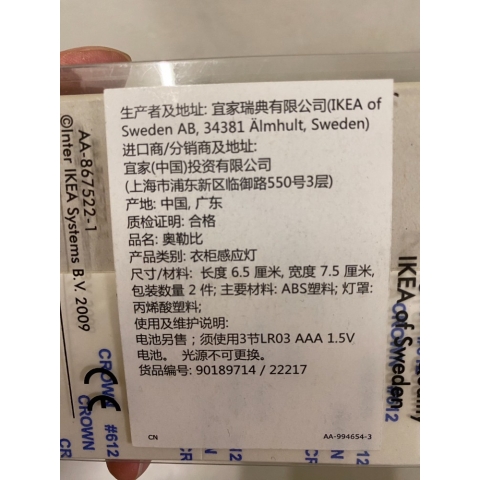 生产者及地址: 宜家瑞典有限公司(IKEA of
Sweden AB, 34381 Älmhult, Sweden)
进口商/分销商及地址:
宜家(中国)投资有限公司
(上海市浦东新区临御路550号3层)
产地: 中国, 广东
质检证明: 合格
品名: 奥勒比
产品类别: 衣柜感应灯
尺寸/材料: 长度 6.5 厘米, 宽度 7.5 厘米,
包装数量 2 件; 主要材料: ABS塑料; 灯罩:
丙烯酸塑料;
使用及维护说明:
电池另售；须使用3节LR03 AAA 1.5V
电池。 光源不可更换。
货品编号: 90189714 / 22217
CN
AA-994654-3
AA-867522-1
©Inter IKEA Systems B.V. 2009
CE
CROWN
CROWN
#612
IKEA of Sweden
CROWN
#612